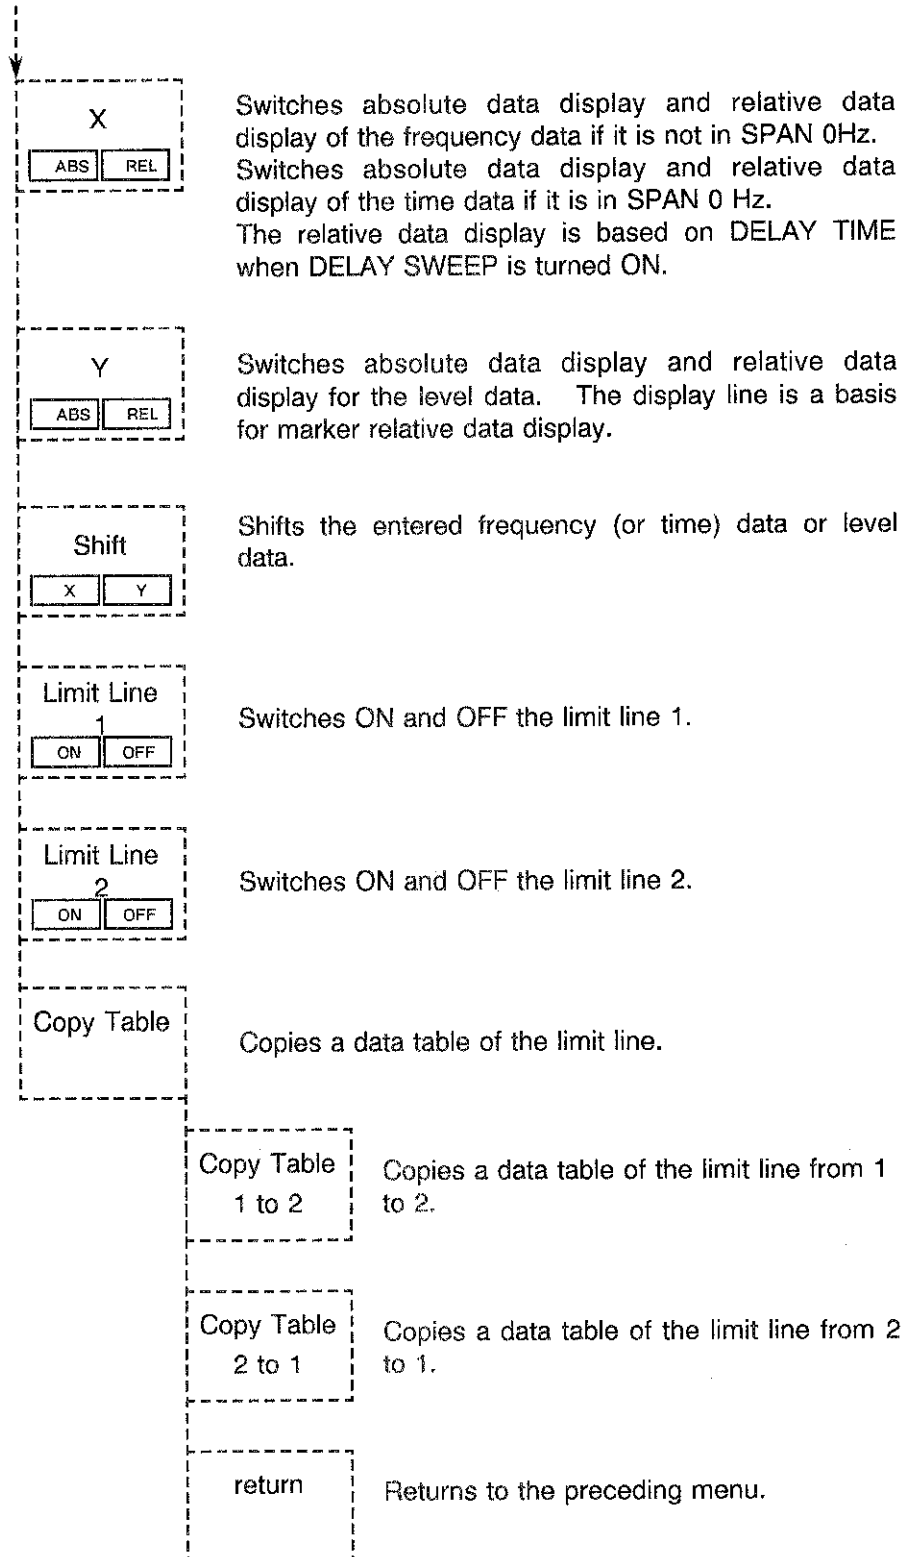 X
ABS REL
Switches absolute data display and relative data
display of the frequency data if it is not in SPAN 0Hz.
Switches absolute data display and relative data
display of the time data if it is in SPAN 0 Hz.
The relative data display is based on DELAY TIME
when DELAY SWEEP is turned ON.
Y
ABS REL
Switches absolute data display and relative data
display for the level data. The display line is a basis
for marker relative data display.
Shift
X Y
Shifts the entered frequency (or time) data or level
data.
Limit Line
1
ON OFF
Switches ON and OFF the limit line 1.
Limit Line
2
ON OFF
Switches ON and OFF the limit line 2.
Copy Table
Copies a data table of the limit line.
Copy Table
1 to 2
Copies a data table of the limit line from 1
to 2.
Copy Table
2 to 1
Copies a data table of the limit line from 2
to 1.
return
Returns to the preceding menu.